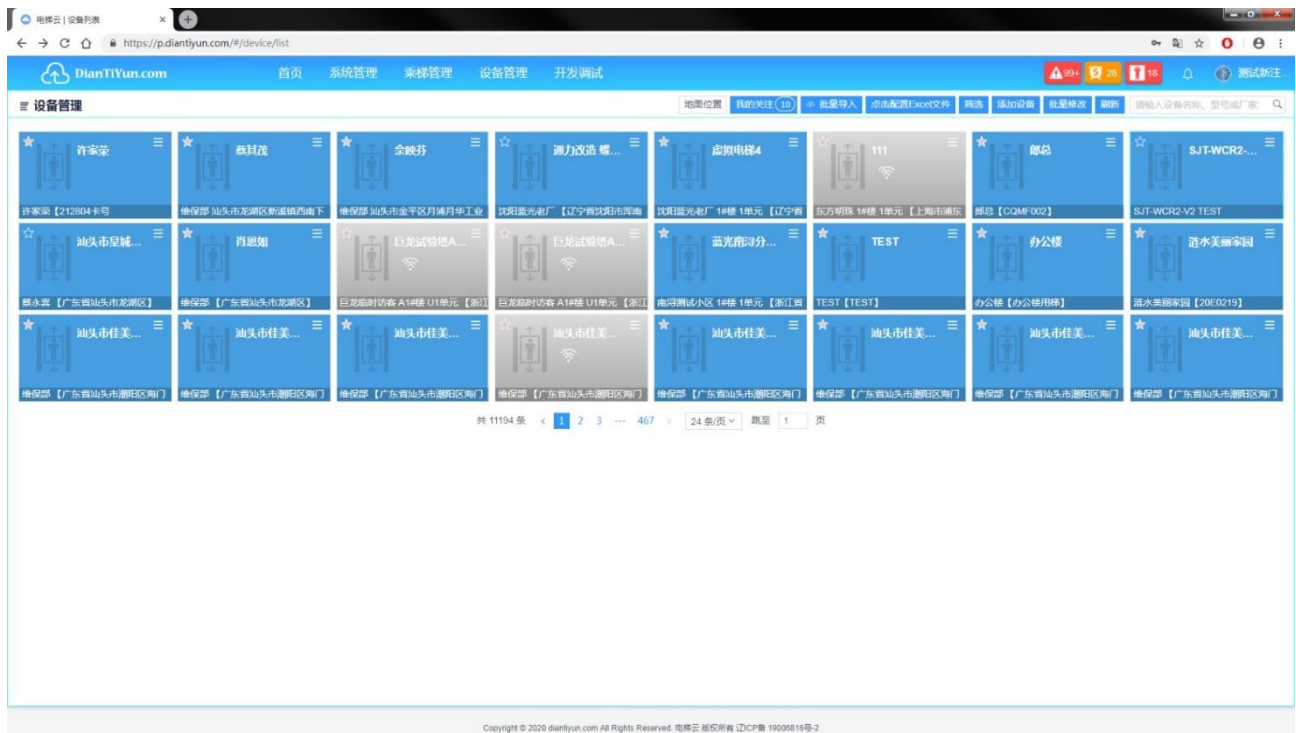 电梯云 | 设备列表
https://p.diantiyun.com/#/device/list
DianTiYun.com 首页 系统管理 乘梯管理 设备管理 开发调试 99+ 28 18 测试新注...
设备管理 地图位置 我的关注 10 批量导入 点击配置Excel文件 筛选 添加设备 批量修改 刷新 请输入设备名称、型号或厂家
许家荣 蔡其茂 余映芬 通力改造 蝶... 虚拟电梯4 111 郎总 SJT-WCR2-...
许家荣【212804卡号 维保部 汕头市龙湖区新溪镇西南下 维保部 汕头市金平区月浦月华工业 沈阳蓝光老厂 【辽宁省沈阳市浑南 沈阳蓝光老厂 1#楼 1单元 【辽宁省 东方明珠 1#楼 1单元 【上海市浦东 郎总【CQMF002】 SJT-WCR2-V2 TEST
汕头市皇城... 肖思如 巨龙试验塔A... 巨龙试验塔A... 蓝光南浔分... TEST 办公楼 涟水美丽家园
【广东省汕头市龙湖区】 维保部 【广东省汕头市龙湖区】 巨龙临时访客 A1#楼 U1单元 【浙江 巨龙临时访客 A1#楼 U1单元 【浙江 南浔测试小区 1#楼 1单元 【浙江省 TEST【TEST】 办公楼【办公楼用梯】 涟水美丽家园【20E0219】
汕头市佳美... 汕头市佳美... 汕头市佳美... 汕头市佳美... 汕头市佳美... 汕头市佳美... 汕头市佳美... 汕头市佳美...
维保部 【广东省汕头市潮阳区海门 维保部 【广东省汕头市潮阳区海门 维保部 【广东省汕头市潮阳区海门 维保部 【广东省汕头市潮阳区海门 维保部 【广东省汕头市潮阳区海门 维保部 【广东省汕头市潮阳区海门 维保部 【广东省汕头市潮阳区海门 维保部 【广东省汕头市潮阳区海门
共 11194 条 1 2 3 ... 467 24 条/页 跳至 1 页
Copyright © 2020 diantiyun.com All Rights Reserved. 电梯云 版权所有 辽ICP备 19006816号-2